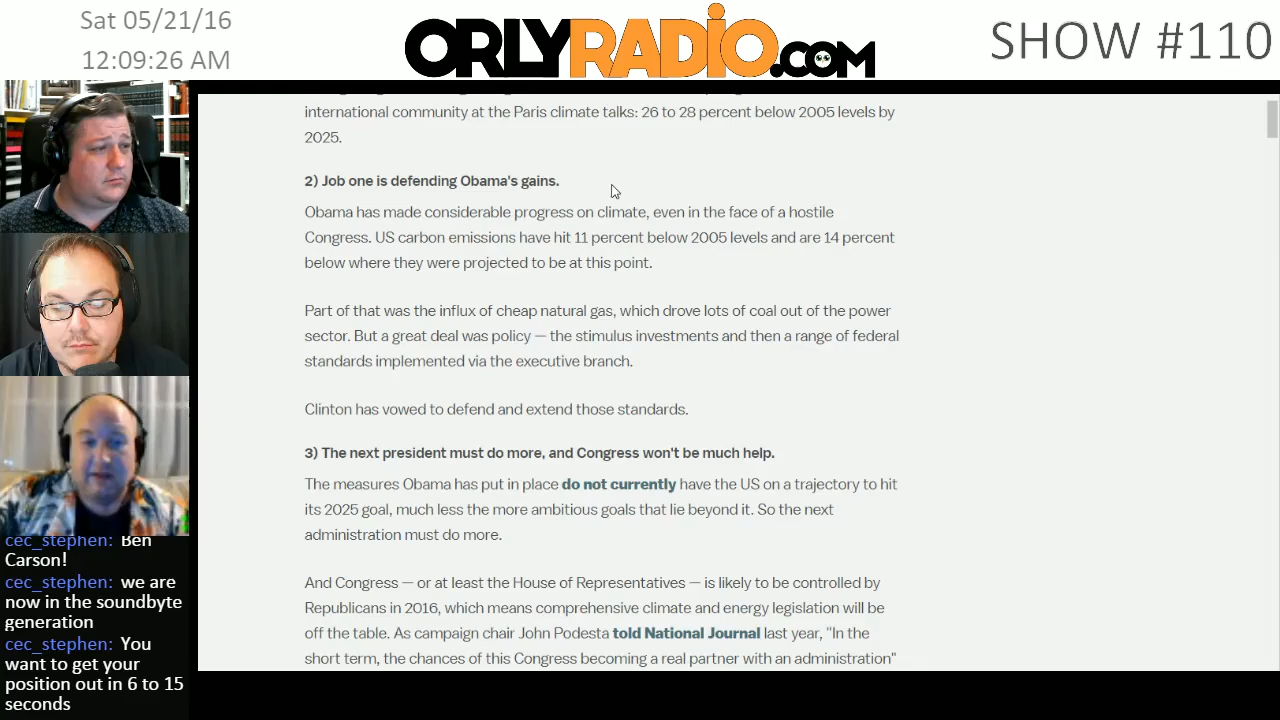 Sat 05/21/16
12:09:26 AM
ORLYRADIO.COM
SHOW #110
international community at the Paris climate talks: 26 to 28 percent below 2005 levels by
2025.
2) Job one is defending Obama's gains.
Obama has made considerable progress on climate, even in the face of a hostile
Congress. US carbon emissions have hit 11 percent below 2005 levels and are 14 percent
below where they were projected to be at this point.
Part of that was the influx of cheap natural gas, which drove lots of coal out of the power
sector. But a great deal was policy — the stimulus investments and then a range of federal
standards implemented via the executive branch.
Clinton has vowed to defend and extend those standards.
3) The next president must do more, and Congress won't be much help.
The measures Obama has put in place do not currently have the US on a trajectory to hit
its 2025 goal, much less the more ambitious goals that lie beyond it. So the next
administration must do more.
And Congress — or at least the House of Representatives — is likely to be controlled by
Republicans in 2016, which means comprehensive climate and energy legislation will be
off the table. As campaign chair John Podesta told National Journal last year, "In the
short term, the chances of this Congress becoming a real partner with an administration"
cec_stephen: Ben
Carson!
cec_stephen: we are
now in the soundbyte
generation
cec_stephen: You
want to get your
position out in 6 to 15
seconds